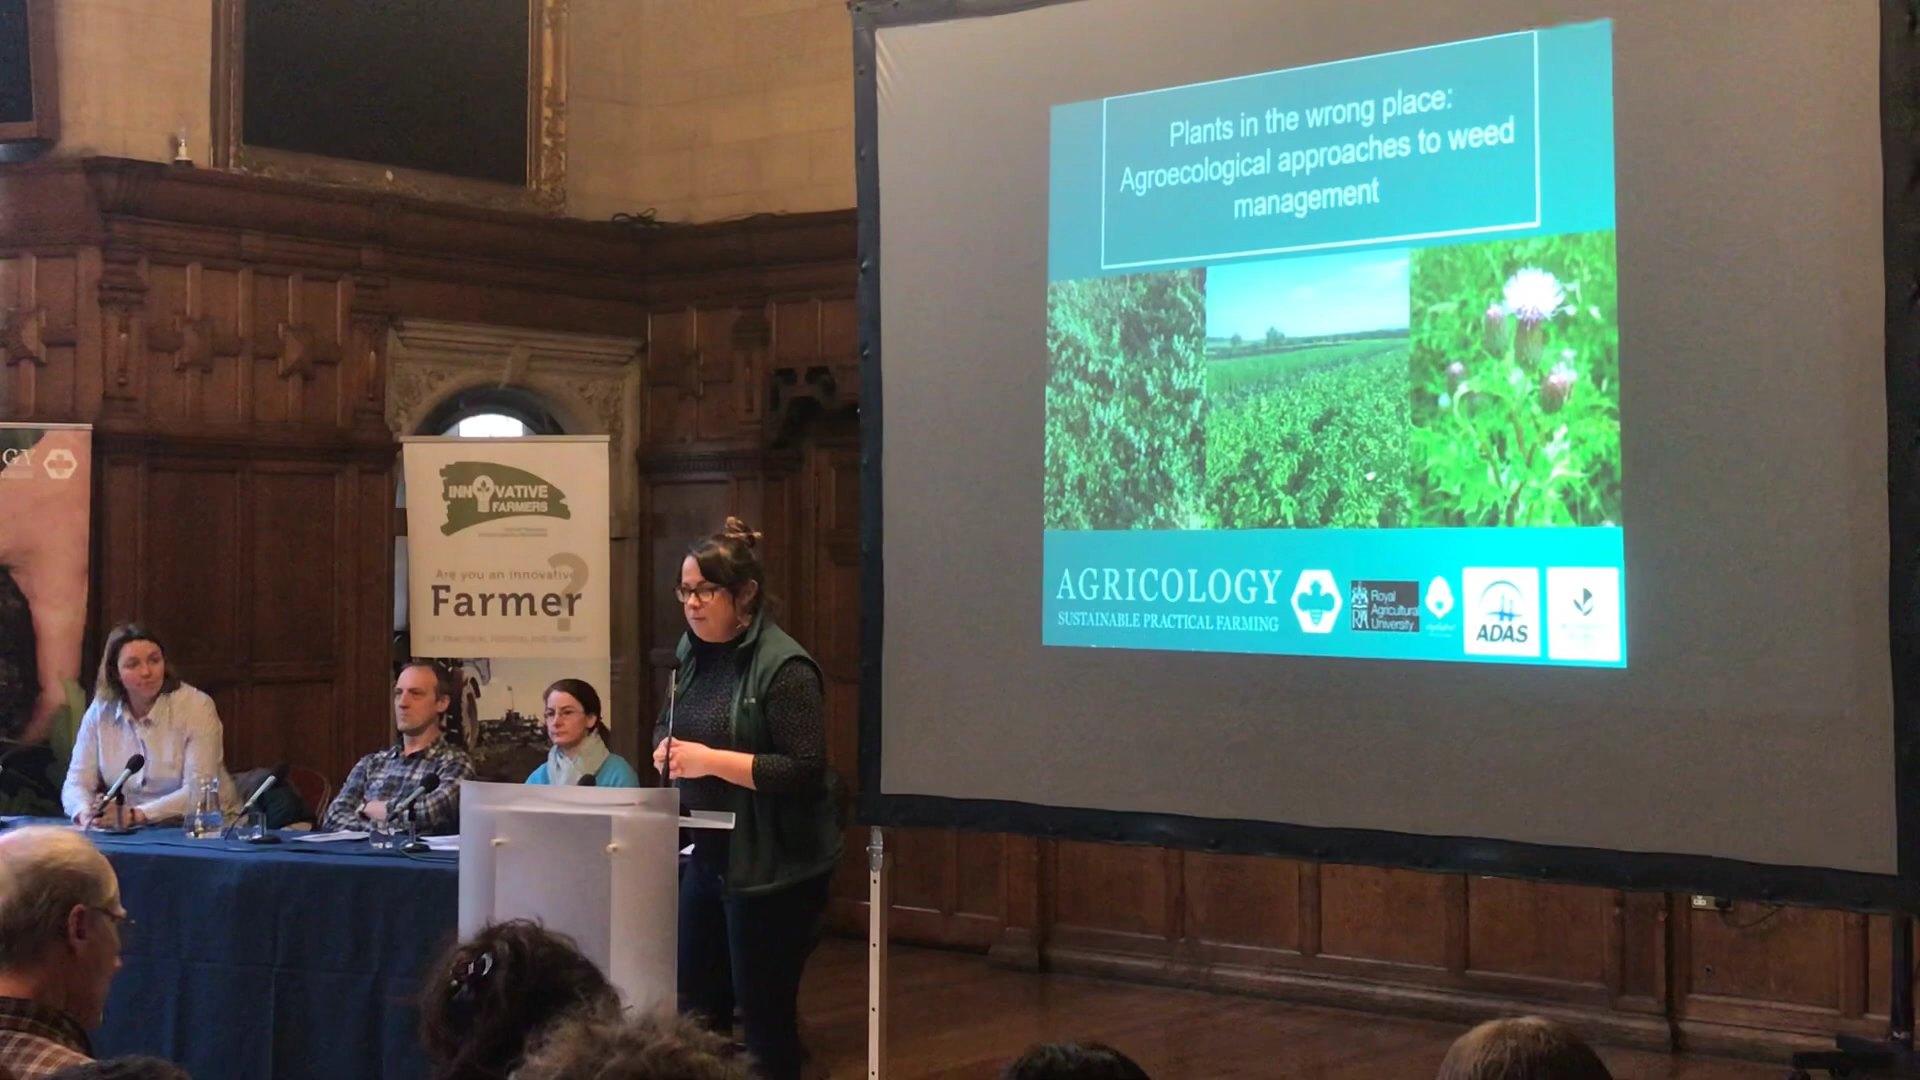 Plants in the wrong place:
Agroecological approaches to weed
management
AGRICOLOGY
SUSTAINABLE PRACTICAL FARMING
Royal
Agricultural
University
ADAS
GY
INNOVATIVE
FARMERS
Are you an innovative
Farmer?